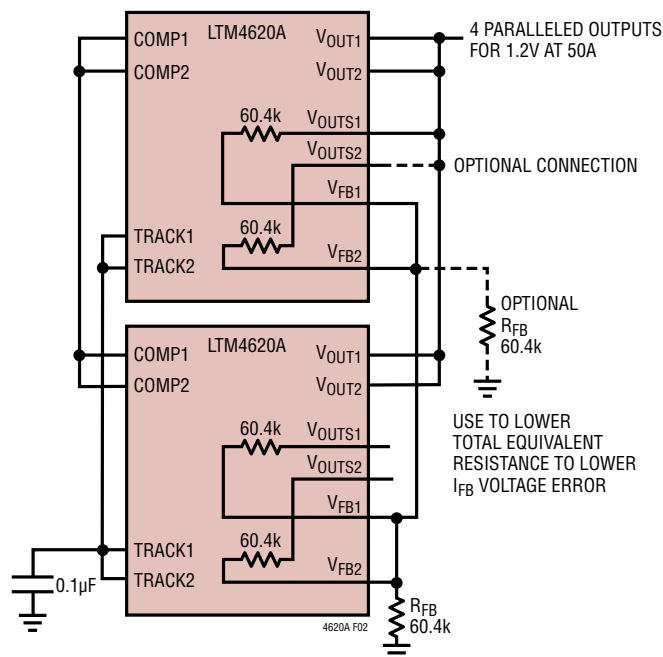 COMP1
LTM4620A
VOUT1
4 PARALLELED OUTPUTS
FOR 1.2V AT 50A
COMP2
VOUT2
60.4k
VOUTS1
VOUTS2
OPTIONAL CONNECTION
VFB1
60.4k
TRACK1
TRACK2
VFB2
OPTIONAL
RFB
60.4k
COMP1
LTM4620A
VOUT1
COMP2
VOUT2
USE TO LOWER
TOTAL EQUIVALENT
RESISTANCE TO LOWER
IFB VOLTAGE ERROR
60.4k
VOUTS1
VOUTS2
VFB1
60.4k
TRACK1
TRACK2
VFB2
0.1µF
RFB
60.4k
4620A F02